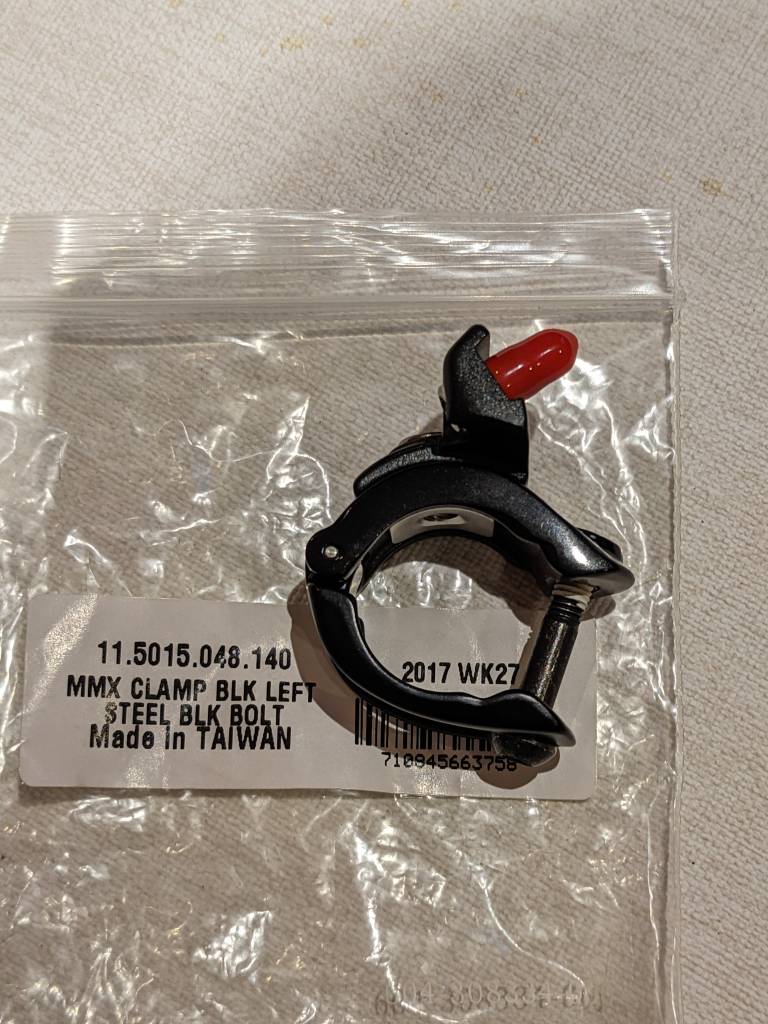 11.5015.048.140
2017 WK27
MMX CLAMP BLK LEFT
STEEL BLK BOLT
Made in TAIWAN
710845663758